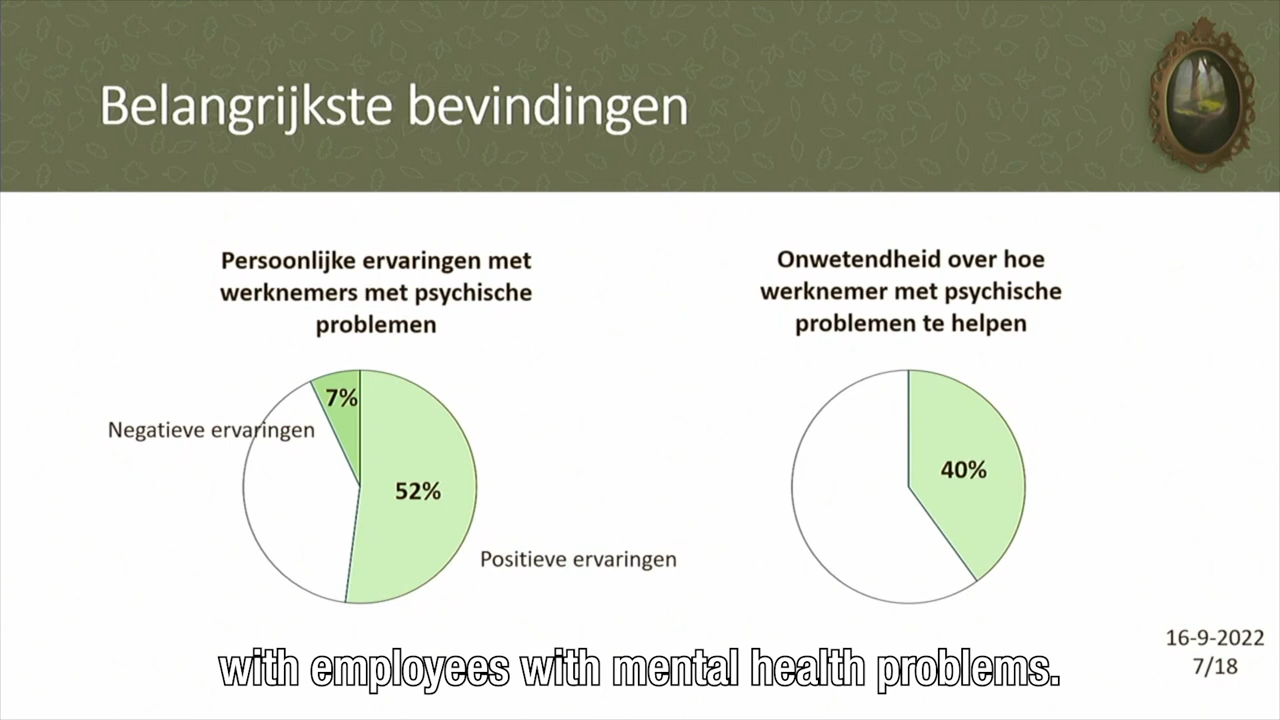 Belangrijkste bevindingen
Persoonlijke ervaringen met
werknemers met psychische
problemen
7%
Negatieve ervaringen
52%
Positieve ervaringen
Onwetendheid over hoe
werknemer met psychische
problemen te helpen
40%
16-9-2022
7/18
with employees with mental health problems.